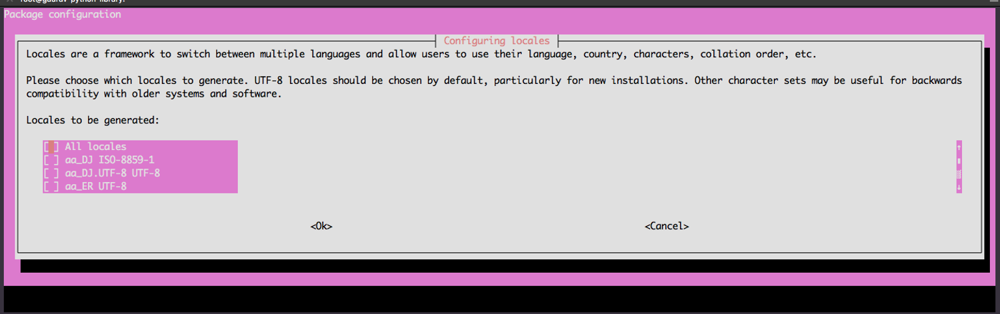 Package configuration
Configuring locales
Locales are a framework to switch between multiple languages and allow users to use their language, country, characters, collation order, etc.
Please choose which locales to generate. UTF-8 locales should be chosen by default, particularly for new installations. Other character sets may be useful for backwards
compatibility with older systems and software.
Locales to be generated:
[ ] All locales
[ ] aa_DJ ISO-8859-1
[ ] aa_DJ.UTF-8 UTF-8
[ ] aa_ER UTF-8
<Ok> <Cancel>